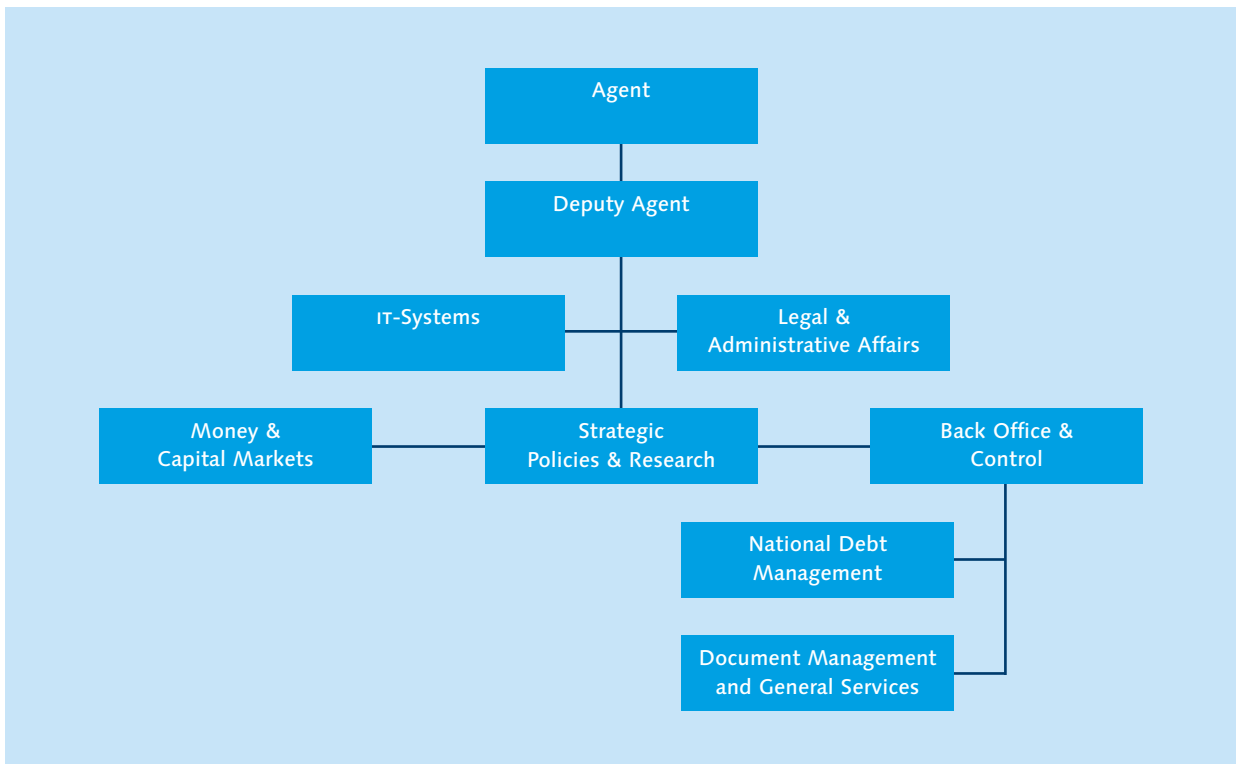 Agent
Deputy Agent
IT-Systems
Legal &
Administrative Affairs
Money &
Capital Markets
Strategic
Policies & Research
Back Office &
Control
National Debt
Management
Document Management
and General Services